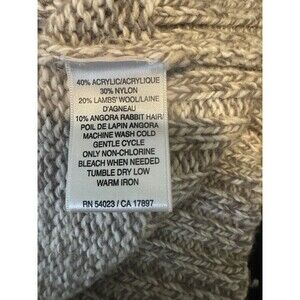 40% ACRYLIC/ACRYLIQUE
30% NYLON
20% LAMBS' WOOL/LAINE
D'AGNEAU
10% ANGORA RABBIT HAIR/
POIL DE LAPIN ANGORA
MACHINE WASH COLD
GENTLE CYCLE
ONLY NON-CHLORINE
BLEACH WHEN NEEDED
TUMBLE DRY LOW
WARM IRON
RN 54023 / CA 17897